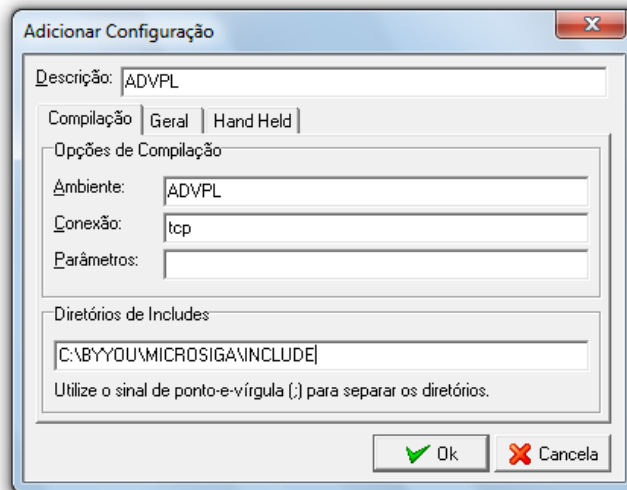 Adicionar Configuração
Descrição: ADVPL
Compilação Geral Hand Held
Opções de Compilação
Ambiente: ADVPL
Conexão: tcp
Parâmetros:
Diretórios de Includes
C:\BYYOU\MICROSIGA\INCLUDE
Utilize o sinal de ponto-e-vírgula (;) para separar os diretórios.
Ok Cancela